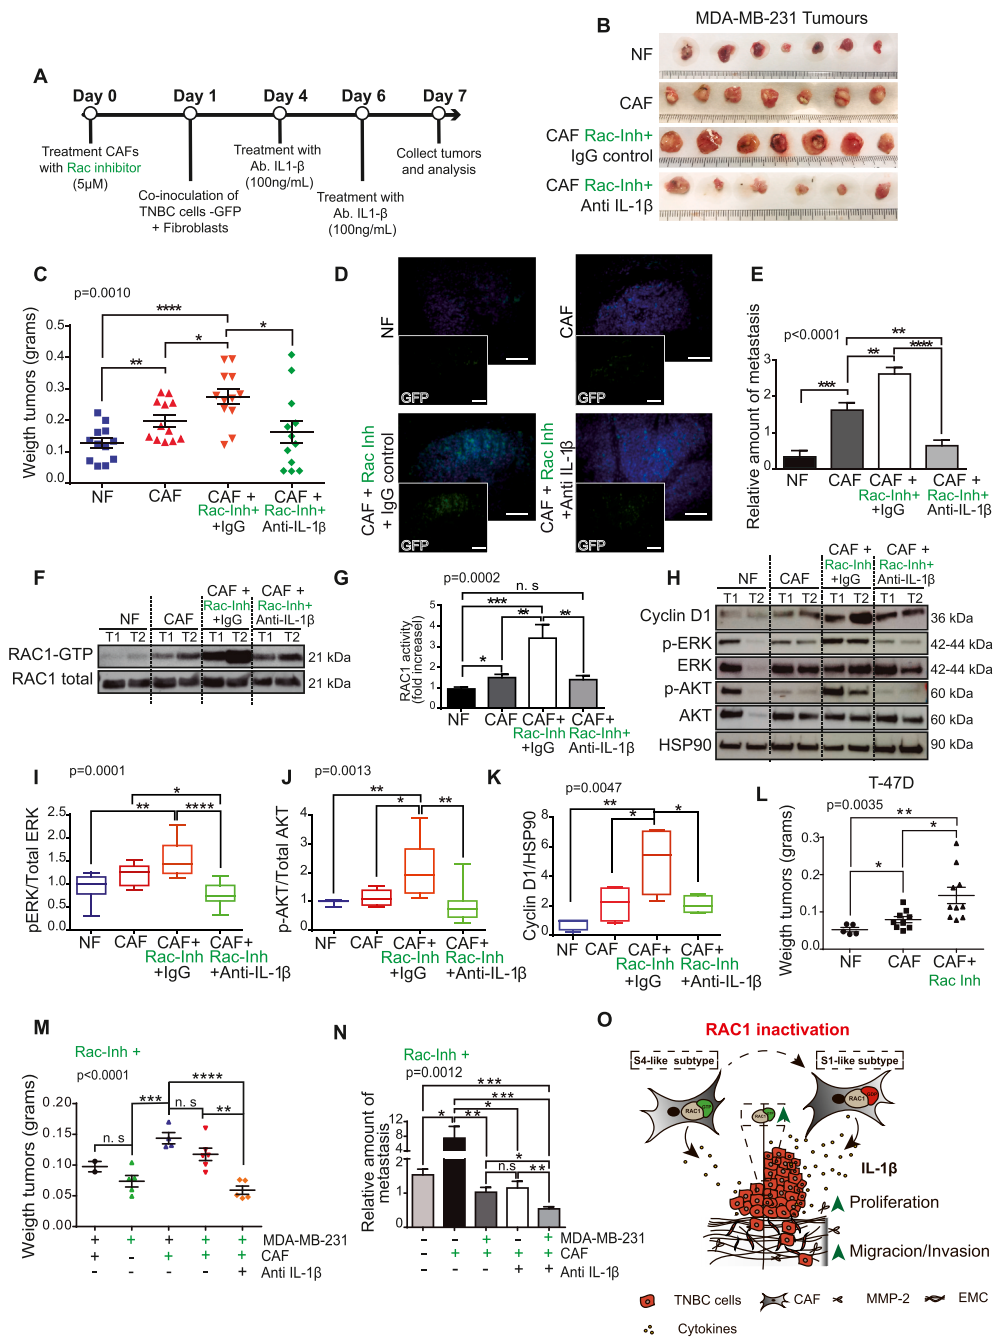 A
Day 0
Day 1
Day 4
Day 6
Day 7
Treatment CAFs
with Rac inhibitor
(5µM)
Co-inoculation of
TNBC cells -GFP
+ Fibroblasts
Treatment with
Ab. IL1-β
(100ng/mL)
Treatment with
Ab. IL1-β
(100ng/mL)
Collect tumors
and analysis
B
MDA-MB-231 Tumours
NF
CAF
CAF Rac-Inh+
IgG control
CAF Rac-Inh+
Anti IL-1β
C
p=0.0010
Weigth tumors (grams)
0.5
0.4
0.3
0.2
0.1
0.0
****
**
*
*
NF
CAF
CAF +
Rac-Inh+
+IgG
CAF +
Rac-Inh+
Anti-IL-1β
D
NF
GFP
CAF
GFP
CAF + Rac Inh
+ IgG control
GFP
CAF + Rac Inh
+Anti IL-1β
GFP
E
p<0.0001
Relative amount of metastasis
3
2
1
0
***
**
****
**
NF
CAF
CAF +
Rac-Inh+
+IgG
CAF +
Rac-Inh+
Anti-IL-1β
F
NF
CAF
CAF +
Rac-Inh
+IgG
CAF +
Rac-Inh+
Anti-IL-1β
T1 T2 T1 T2 T1 T2 T1 T2
RAC1-GTP
21 kDa
RAC1 total
21 kDa
G
p=0.0002
RAC1 activity
(fold increasel)
5
4
3
2
1
0
n. s
***
**
**
*
NF
CAF
CAF+
Rac-Inh
+IgG
CAF+
Rac-Inh+
Anti-IL-1β
H
NF
CAF
CAF +
Rac-Inh
+IgG
CAF +
Rac-Inh+
Anti-IL-1β
T1 T2 T1 T2 T1 T2 T1 T2
Cyclin D1
36 kDa
p-ERK
42-44 kDa
ERK
42-44 kDa
p-AKT
60 kDa
AKT
60 kDa
HSP90
90 kDa
I
p=0.0001
pERK/Total ERK
2.5
2.0
1.5
1.0
0.5
0.0
*
**
****
NF
CAF
CAF+
Rac-Inh
+IgG
CAF+
Rac-Inh
+Anti-IL-1β
J
p=0.0013
p-AKT/Total AKT
4
3
2
1
0
**
*
**
NF
CAF
CAF+
Rac-Inh
+IgG
CAF+
Rac-Inh
+Anti-IL-1β
K
p=0.0047
Cyclin D1/HSP90
8
6
4
2
0
**
*
*
NF
CAF
CAF+
Rac-Inh
+IgG
CAF+
Rac-Inh
+Anti-IL-1β
L
T-47D
p=0.0035
Weigth tumors (grams)
0.3
0.2
0.1
0.0
**
*
*
NF
CAF
CAF+
Rac Inh
M
Rac-Inh +
p<0.0001
Weigth tumors (grams)
0.20
0.15
0.10
0.05
0.00
****
***
n. s
n. s
**
+ + + + + MDA-MB-231
+ - + + + CAF
- - - - + Anti IL-1β
N
Rac-Inh +
p=0.0012
Relative amount of
metastasis
12
8
4
2
1
0
***
***
*
*
**
*
n.s
**
- - + - + MDA-MB-231
- + + + + CAF
- - - + + Anti IL-1β
O
RAC1 inactivation
S4-like subtype
S1-like subtype
RAC1
RAC1
RAC1
IL-1β
Proliferation
Migracion/Invasion
TNBC cells
CAF
MMP-2
EMC
Cytokines